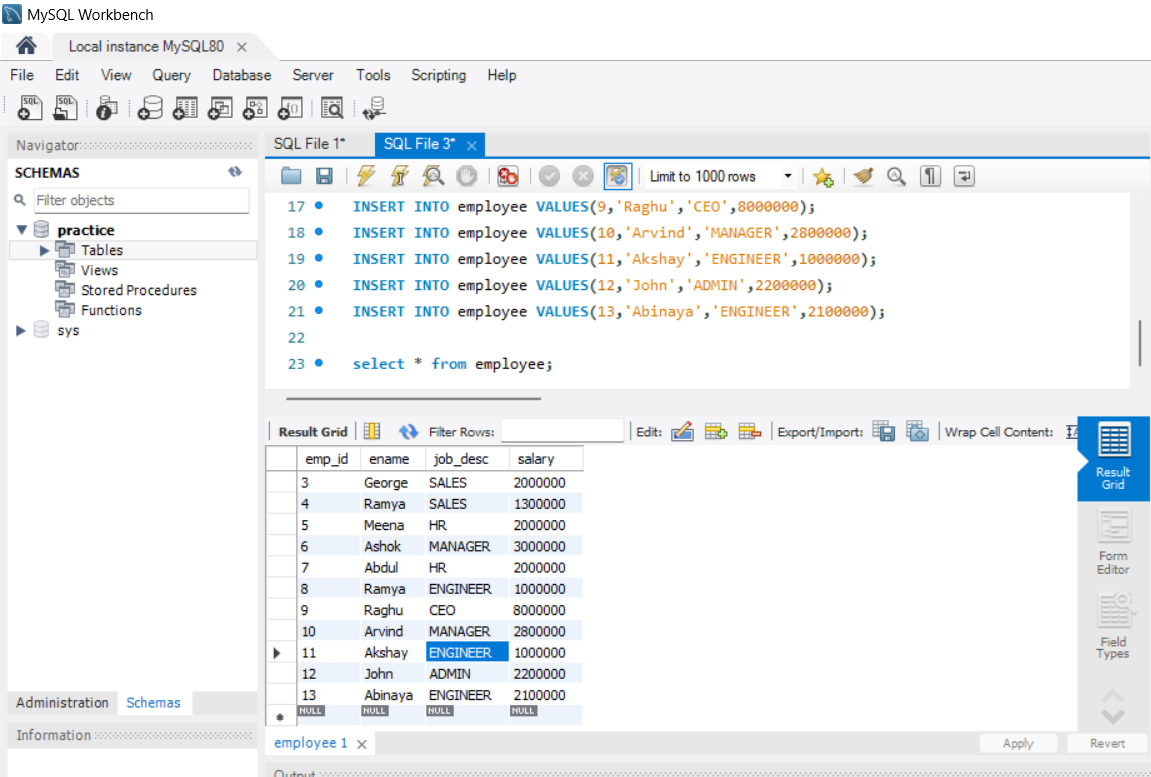 MySQL Workbench
Local instance MySQL80
File Edit View Query Database Server Tools Scripting Help
Navigator
SCHEMAS
Filter objects
practice
Tables
Views
Stored Procedures
Functions
sys
Administration Schemas
Information
SQL File 1* SQL File 3*
Limit to 1000 rows
17 INSERT INTO employee VALUES(9,'Raghu','CEO',8000000);
18 INSERT INTO employee VALUES(10,'Arvind','MANAGER',2800000);
19 INSERT INTO employee VALUES(11,'Akshay','ENGINEER',1000000);
20 INSERT INTO employee VALUES(12,'John','ADMIN',2200000);
21 INSERT INTO employee VALUES(13,'Abinaya','ENGINEER',2100000);
22
23 select * from employee;
Result Grid Filter Rows: Edit: Export/Import: Wrap Cell Content:
emp_id ename job_desc salary
3 George SALES 2000000
4 Ramya SALES 1300000
5 Meena HR 2000000
6 Ashok MANAGER 3000000
7 Abdul HR 2000000
8 Ramya ENGINEER 1000000
9 Raghu CEO 8000000
10 Arvind MANAGER 2800000
11 Akshay ENGINEER 1000000
12 John ADMIN 2200000
13 Abinaya ENGINEER 2100000
NULL NULL NULL NULL
Result
Grid
Form
Editor
Field
Types
employee 1
Apply Revert
Output